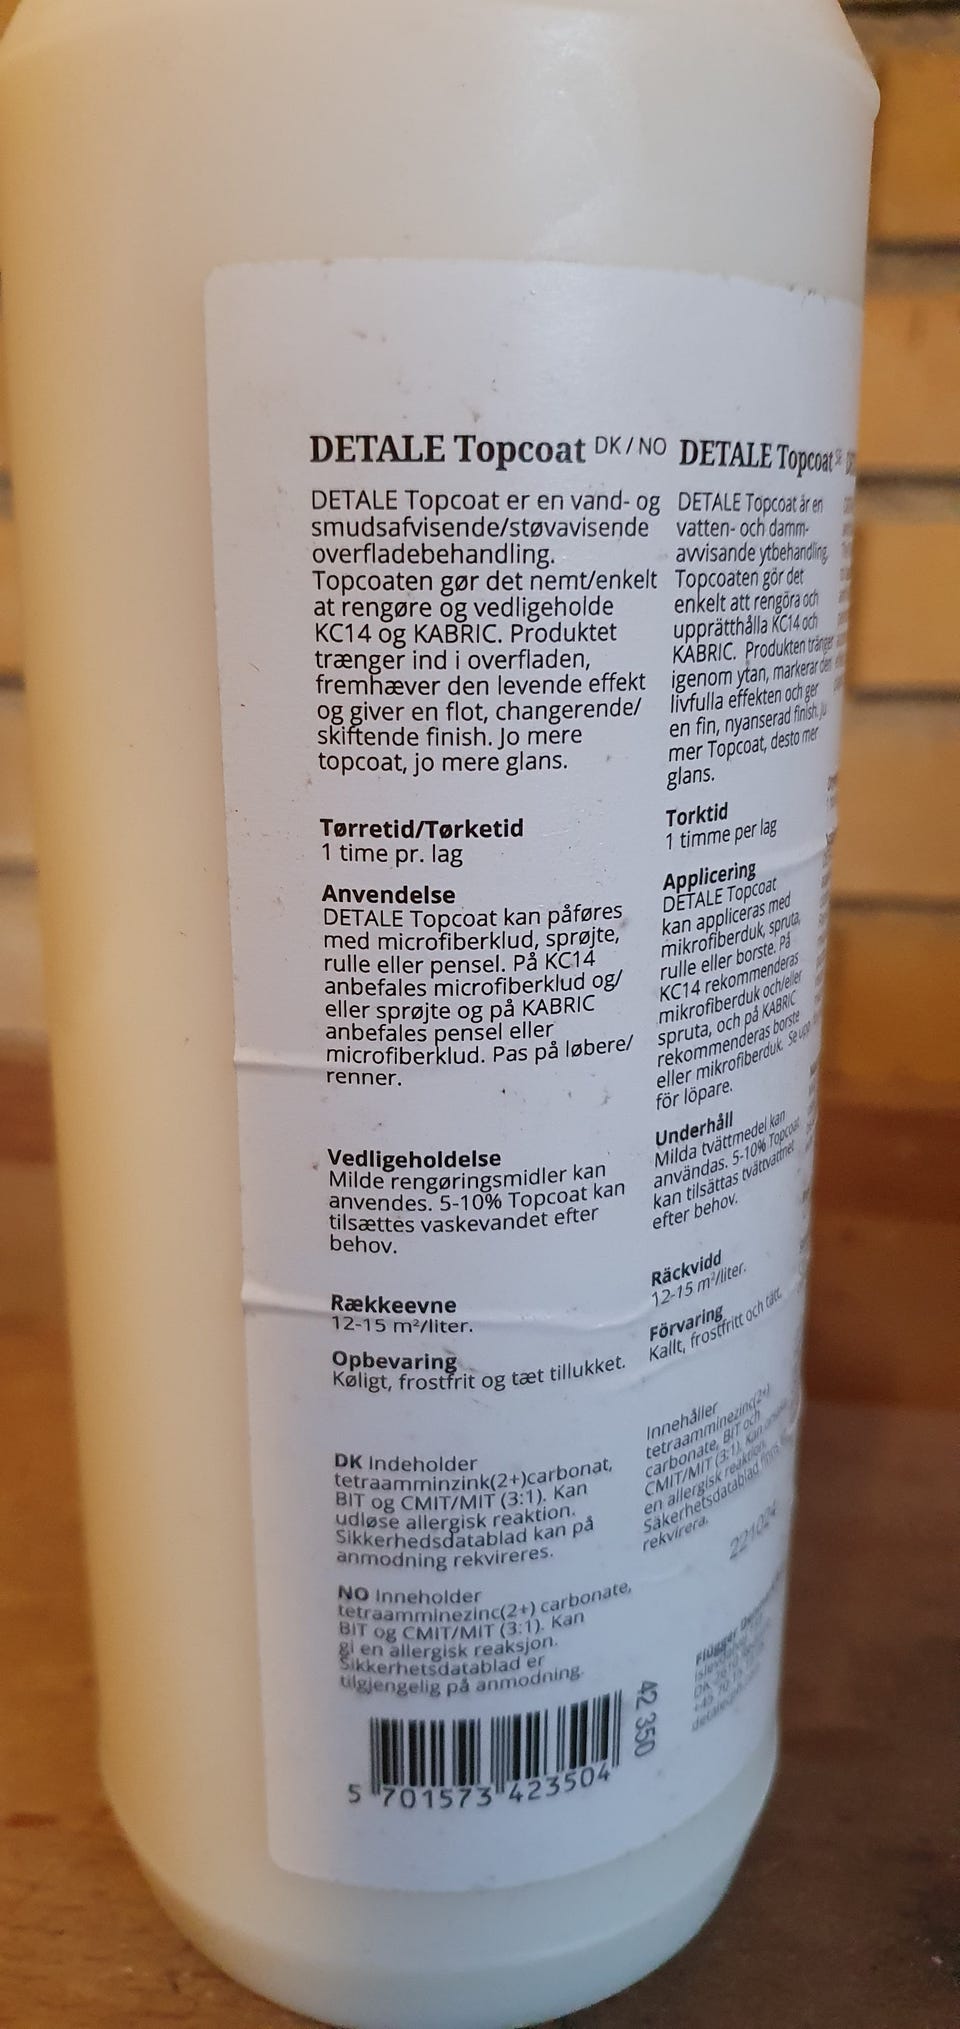 DETALE Topcoat DK / NO
DETALE Topcoat er en vand- og
smudsafvisende/støvavisende
overfladebehandling.
Topcoaten gør det nemt/enkelt
at rengøre og vedligeholde
KC14 og KABRIC. Produktet
trænger ind i overfladen,
fremhæver den levende effekt
og giver en flot, changerende/
skiftende finish. Jo mere
topcoat, jo mere glans.
Tørretid/Tørketid
1 time pr. lag
Anvendelse
DETALE Topcoat kan påføres
med microfiberklud, sprøjte,
rulle eller pensel. På KC14
anbefales microfiberklud og/
eller sprøjte og på KABRIC
anbefales pensel eller
microfiberklud. Pas på løbere/
renner.
Vedligeholdelse
Milde rengøringsmidler kan
anvendes. 5-10% Topcoat kan
tilsættes vaskevandet efter
behov.
Rækkeevne
12-15 m²/liter.
Opbevaring
Køligt, frostfrit og tæt tillukket.
DK Indeholder
tetraamminzink(2+)carbonat,
BIT og CMIT/MIT (3:1). Kan
udløse allergisk reaktion.
Sikkerhedsdatablad kan på
anmodning rekvireres.
NO Inneholder
tetraamminezinc(2+) carbonate,
BIT og CMIT/MIT (3:1). Kan
gi en allergisk reaksjon.
Sikkerhetsdatablad er
tilgjengelig på anmodning.
5 701573 423504
42 350
DETALE Topcoat SE
DETALE Topcoat är en
vatten- och damm-
avvisande ytbehandling.
Topcoaten gör det
enkelt att rengöra och
upprätthålla KC14 och
KABRIC. Produkten tränger
igenom ytan, markerar den
livfulla effekten och ger
en fin, nyanserad finish. Ju
mer Topcoat, desto mer
glans.
Torktid
1 timme per lag
Applicering
DETALE Topcoat
kan appliceras med
mikrofiberduk, spruta,
rulle eller borste. På
KC14 rekommenderas
mikrofiberduk och/eller
spruta, och på KABRIC
rekommenderas borste
eller mikrofiberduk. Se upp
för löpare.
Underhåll
Milda tvättmedel kan
användas. 5-10% Topcoat
kan tilsättas tvättvattnet
efter behov.
Räckvidd
12-15 m²/liter.
Förvaring
Kallt, frostfritt och tätt.
Innehåller
tetraamminezinc(2+)
carbonate, BIT och
CMIT/MIT (3:1). Kan
en allergisk reaktion.
Säkerhetsdatablad finns
rekvirera.
221024
Flügger